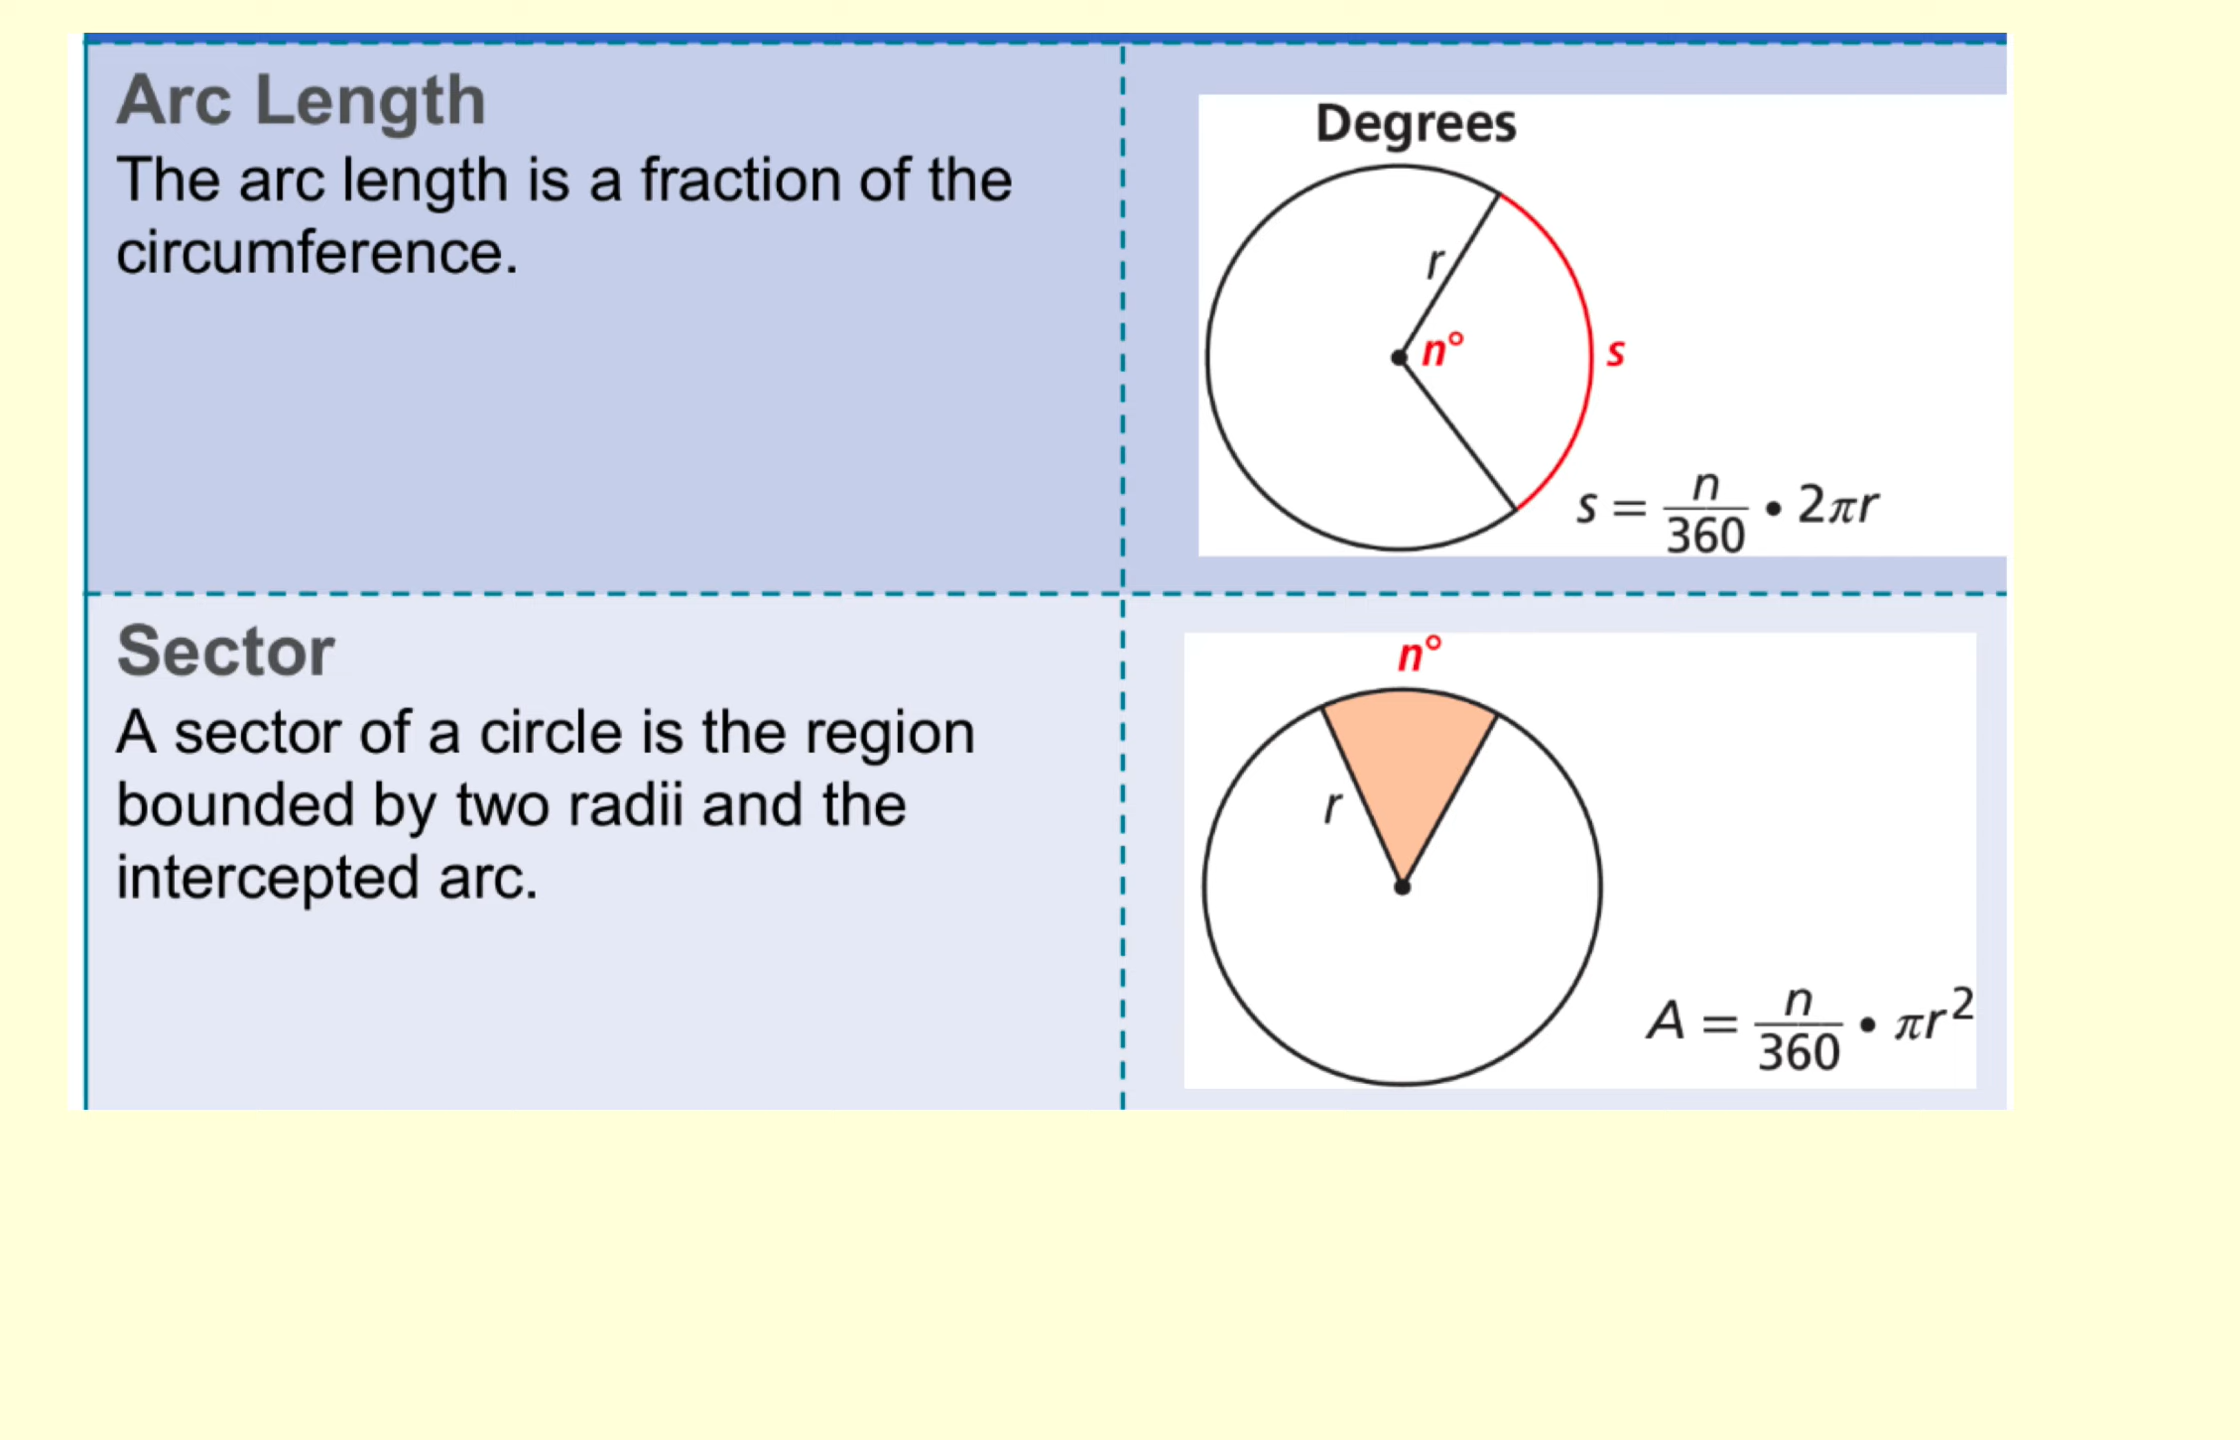 Arc Length
The arc length is a fraction of the
circumference.
Degrees
r
n°
s
s = n/360 • 2πr
Sector
A sector of a circle is the region
bounded by two radii and the
intercepted arc.
n°
r
A = n/360 • πr²